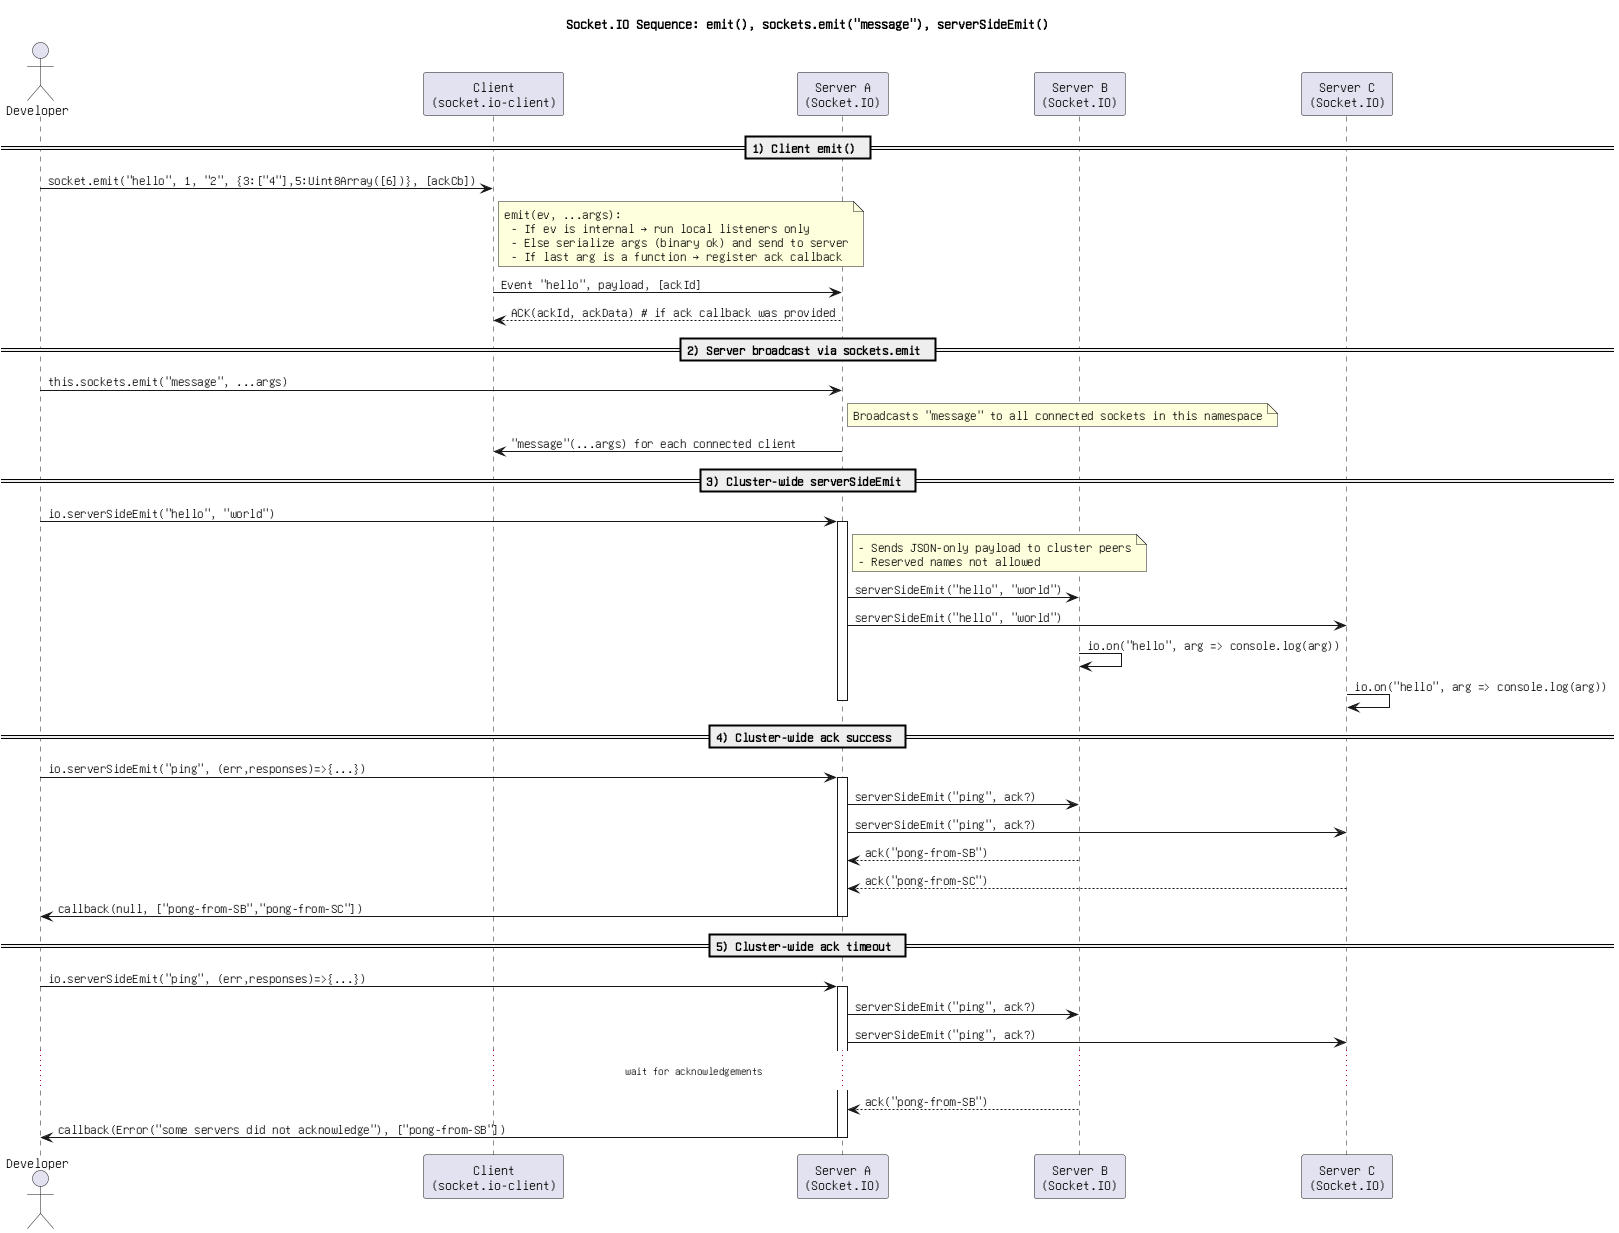 Socket.IO Sequence: emit(), sockets.emit("message"), serverSideEmit()
Developer
Client
(socket.io-client)
Server A
(Socket.IO)
Server B
(Socket.IO)
Server C
(Socket.IO)
1) Client emit()
socket.emit("hello", 1, "2", {3:["4"],5:Uint8Array([6])}, [ackCb])
emit(ev, ...args):
- If ev is internal → run local listeners only
- Else serialize args (binary ok) and send to server
- If last arg is a function → register ack callback
Event "hello", payload, [ackId]
ACK(ackId, ackData) # if ack callback was provided
2) Server broadcast via sockets.emit
this.sockets.emit("message", ...args)
Broadcasts "message" to all connected sockets in this namespace
"message"(...args) for each connected client
3) Cluster-wide serverSideEmit
io.serverSideEmit("hello", "world")
- Sends JSON-only payload to cluster peers
- Reserved names not allowed
serverSideEmit("hello", "world")
serverSideEmit("hello", "world")
io.on("hello", arg => console.log(arg))
io.on("hello", arg => console.log(arg))
4) Cluster-wide ack success
io.serverSideEmit("ping", (err,responses)=>{...})
serverSideEmit("ping", ack?)
serverSideEmit("ping", ack?)
ack("pong-from-SB")
ack("pong-from-SC")
callback(null, ["pong-from-SB","pong-from-SC"])
5) Cluster-wide ack timeout
io.serverSideEmit("ping", (err,responses)=>{...})
serverSideEmit("ping", ack?)
serverSideEmit("ping", ack?)
wait for acknowledgements
ack("pong-from-SB")
callback(Error("some servers did not acknowledge"), ["pong-from-SB"])
Developer
Client
(socket.io-client)
Server A
(Socket.IO)
Server B
(Socket.IO)
Server C
(Socket.IO)